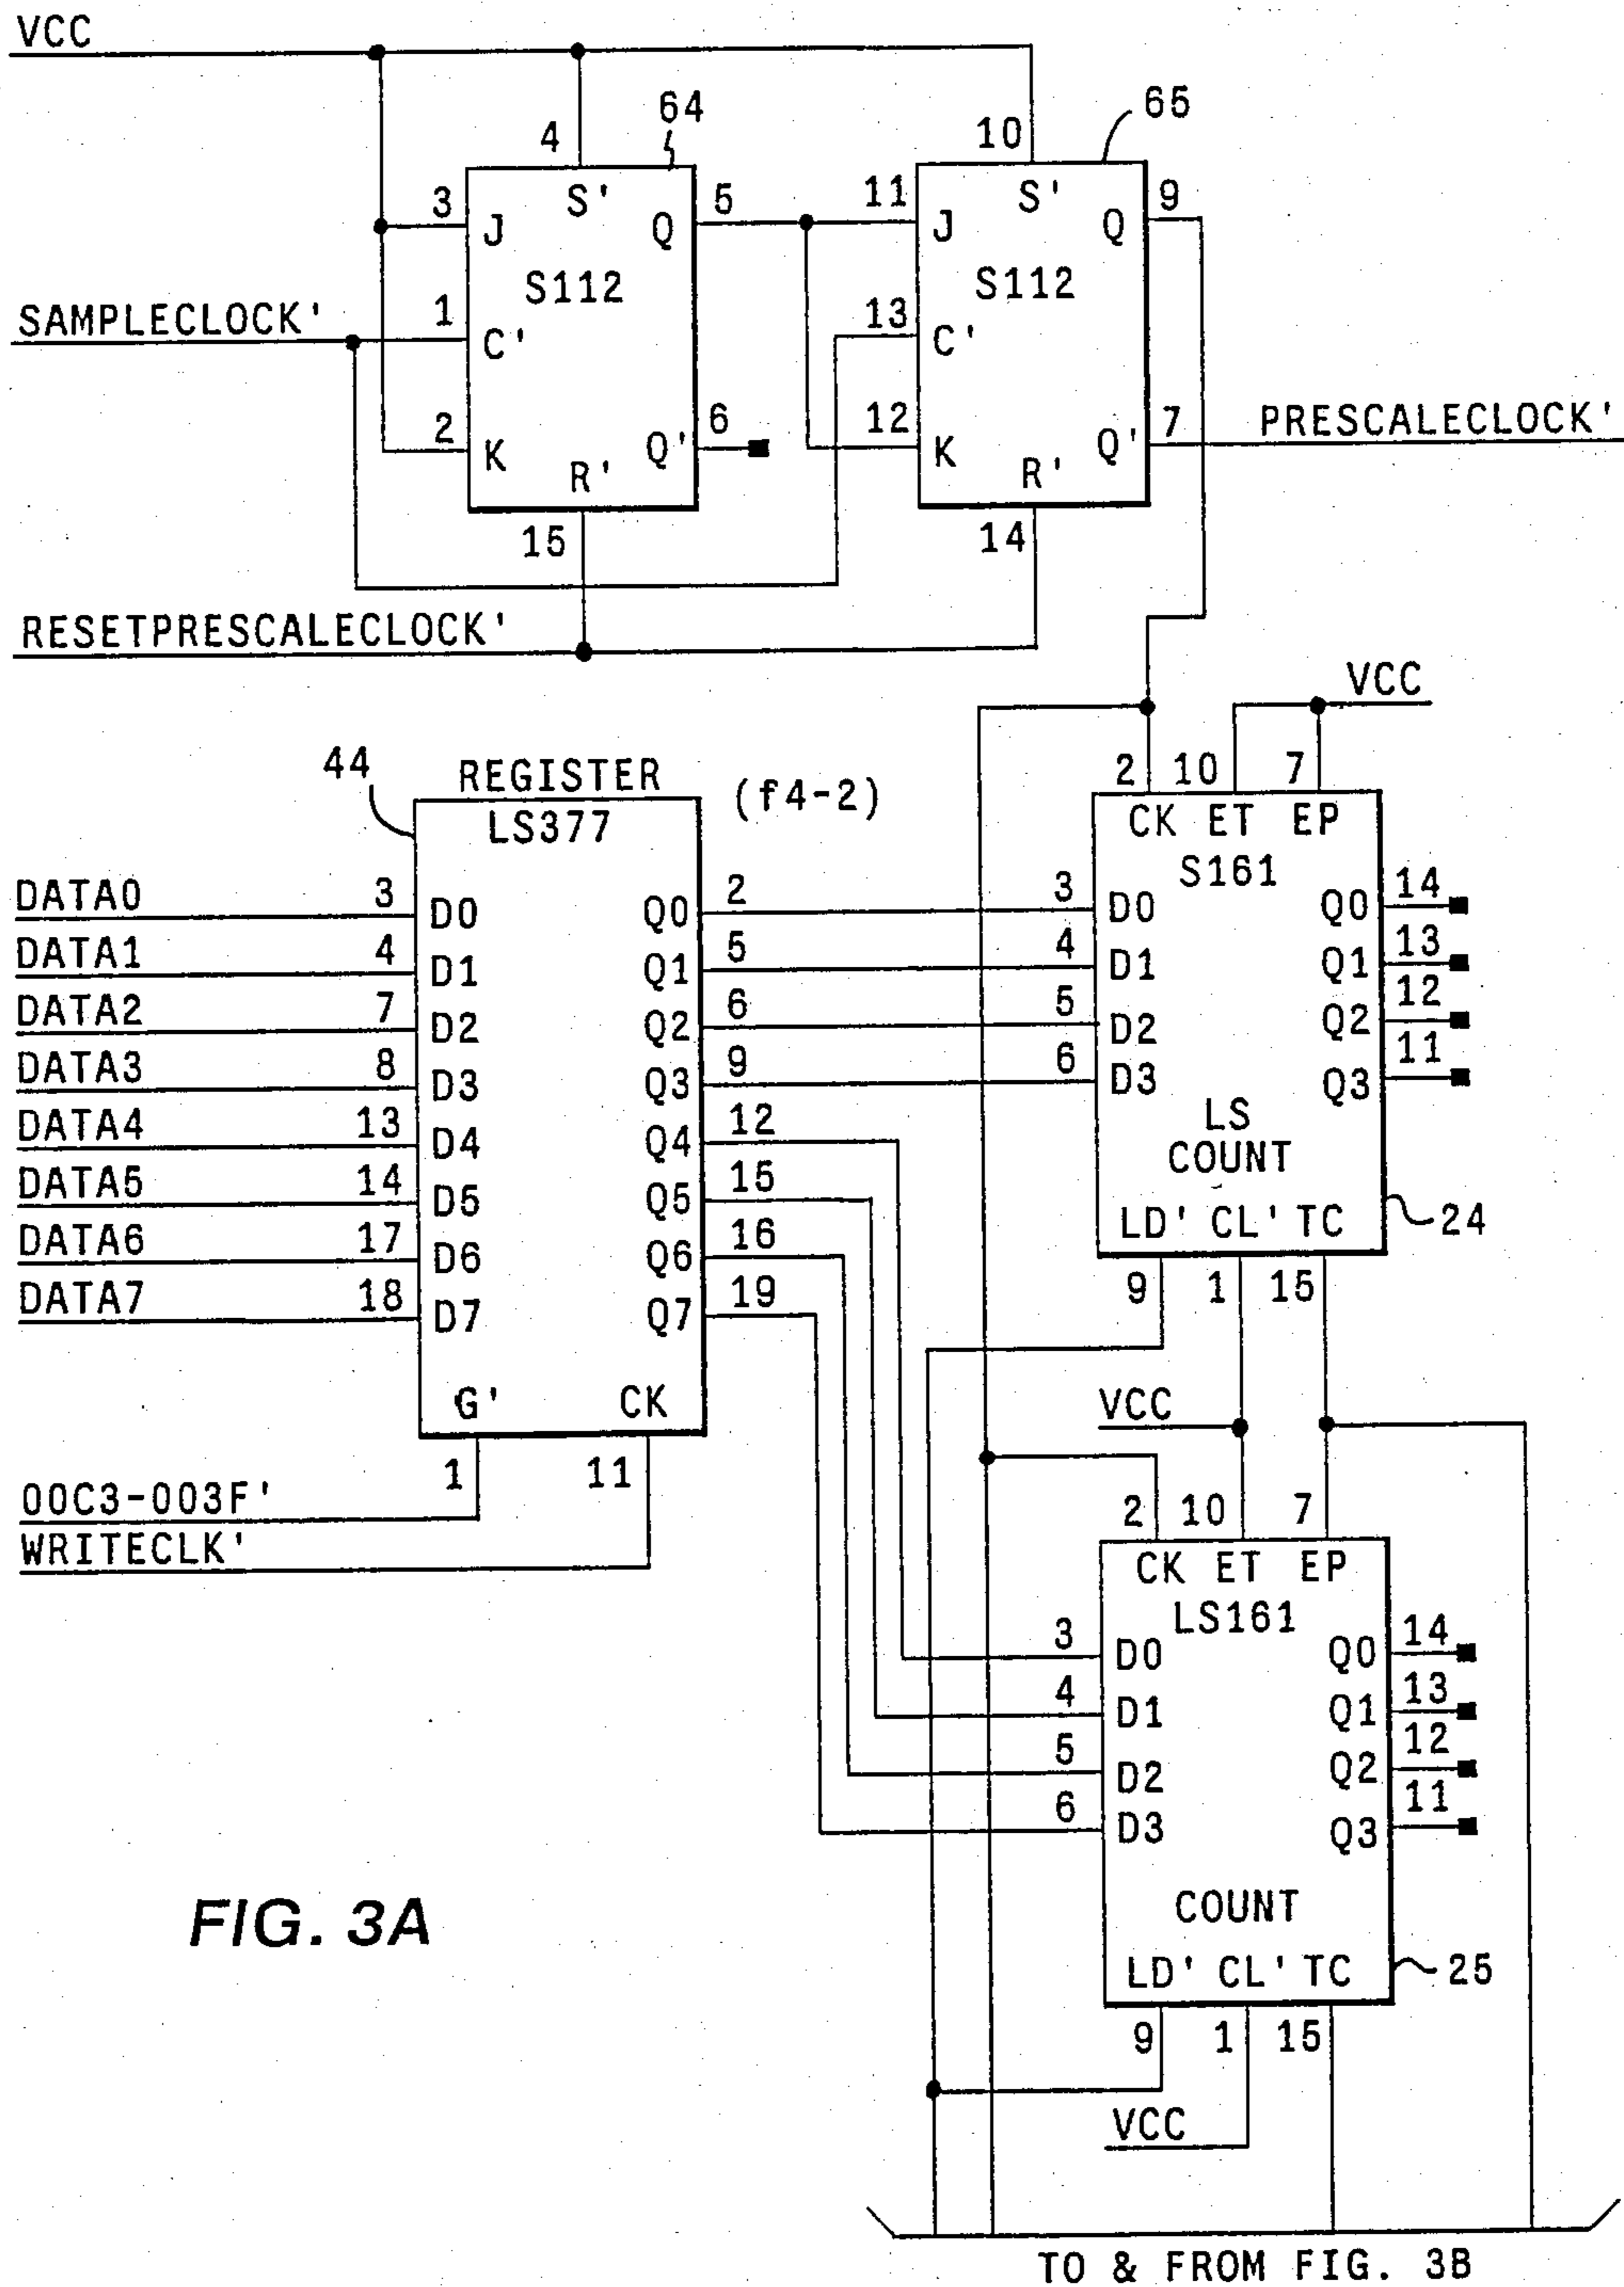 VCC
64
65
4
10
3
5
11
9
S'
S'
J
Q
J
Q
S112
S112
SAMPLECLOCK'
1
13
C'
C'
2
6
12
7
PRESCALECLOCK'
K
Q'
K
Q'
R'
R'
15
14
RESETPRESCALECLOCK'
VCC
44
REGISTER
(f4-2)
2
10
7
LS377
CK ET EP
S161
DATA0
3
D0
Q0
2
3
D0
Q0
14
DATA1
4
D1
Q1
5
4
D1
Q1
13
DATA2
7
D2
Q2
6
5
D2
Q2
12
DATA3
8
D3
Q3
9
6
D3
Q3
11
LS
COUNT
DATA4
13
D4
Q4
12
DATA5
14
D5
Q5
15
LD' CL' TC
24
DATA6
17
D6
Q6
16
DATA7
18
D7
Q7
19
9
1
15
G'
CK
VCC
00C3-003F'
1
11
WRITECLK'
2
10
7
CK ET EP
LS161
3
D0
Q0
14
4
D1
Q1
13
5
D2
Q2
12
6
D3
Q3
11
COUNT
LD' CL' TC
25
9
1
15
VCC
FIG. 3A
TO & FROM FIG. 3B